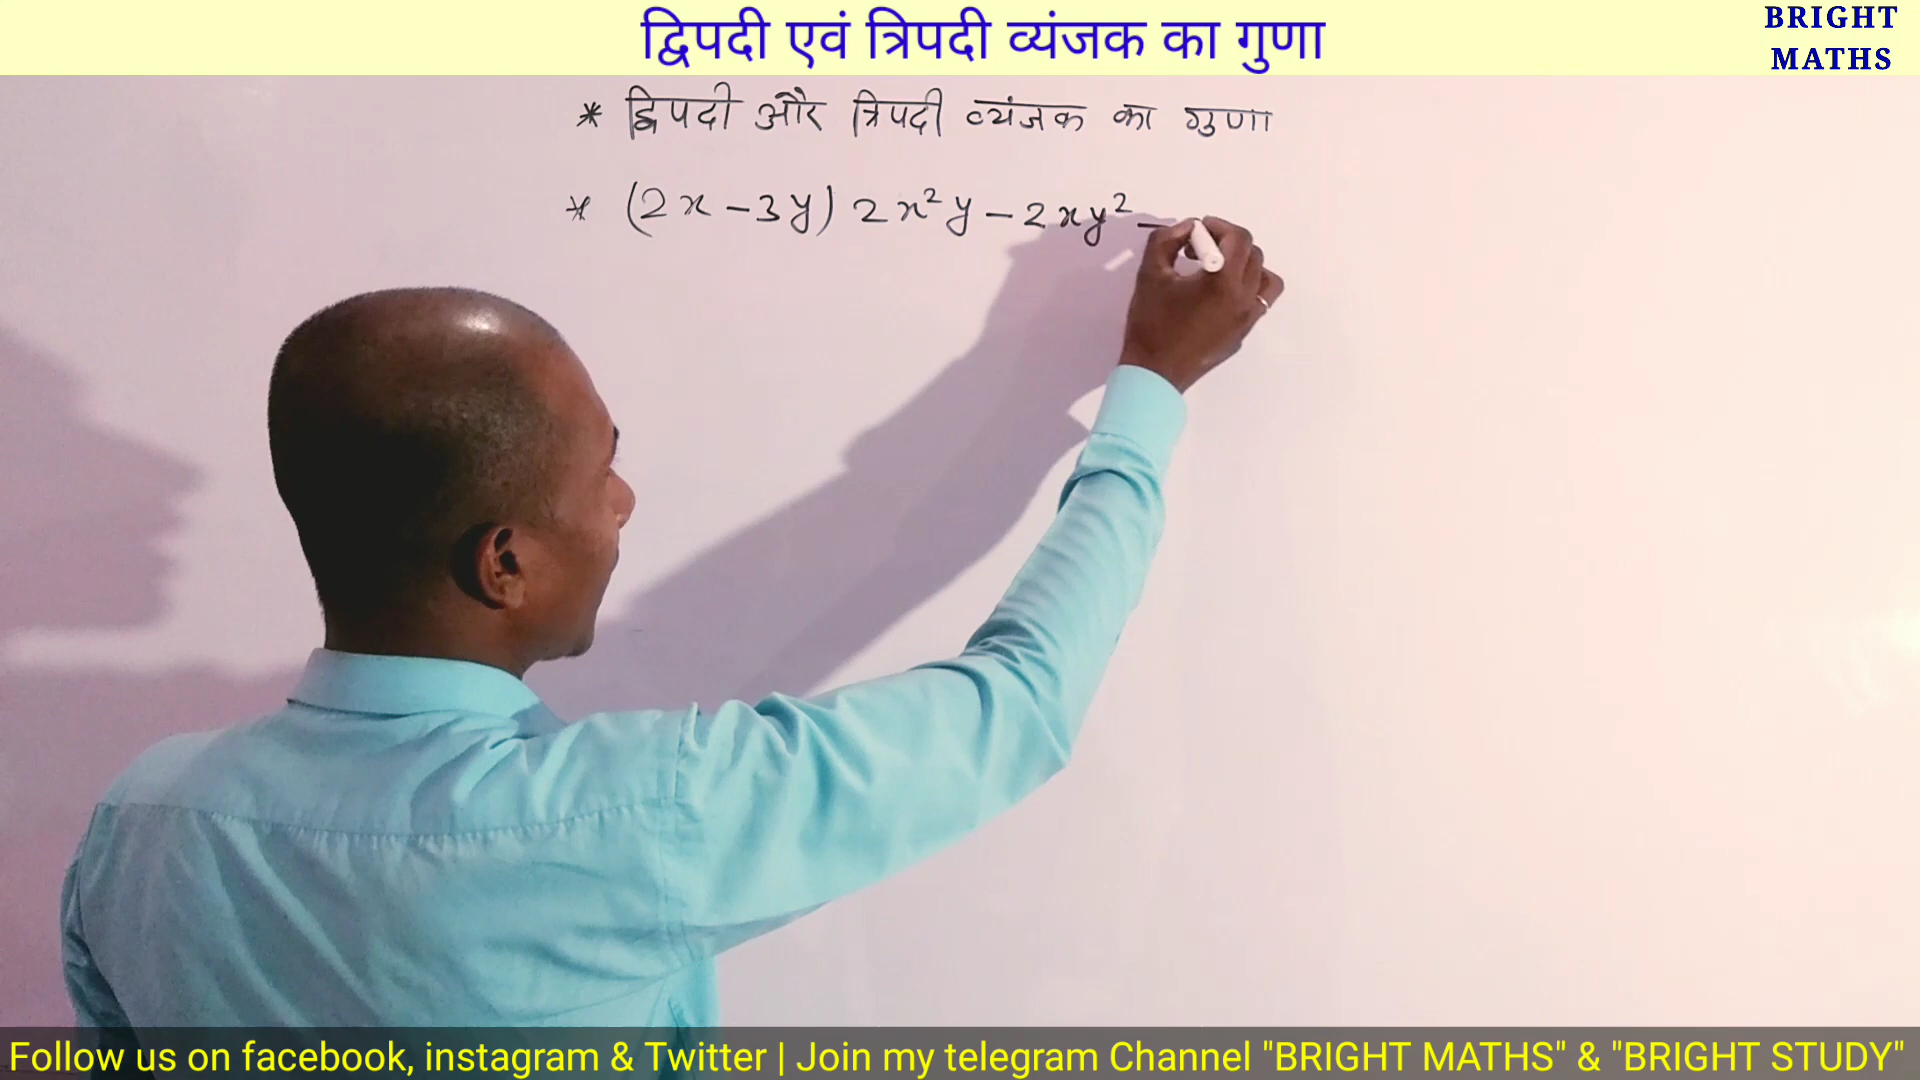 द्विपदी एवं त्रिपदी व्यंजक का गुणा
BRIGHT
MATHS
* द्विपदी और त्रिपदी व्यंजक का गुणा
* (2x-3y) 2x²y-2xy²-
Follow us on facebook, instagram & Twitter | Join my telegram Channel "BRIGHT MATHS" & "BRIGHT STUDY"